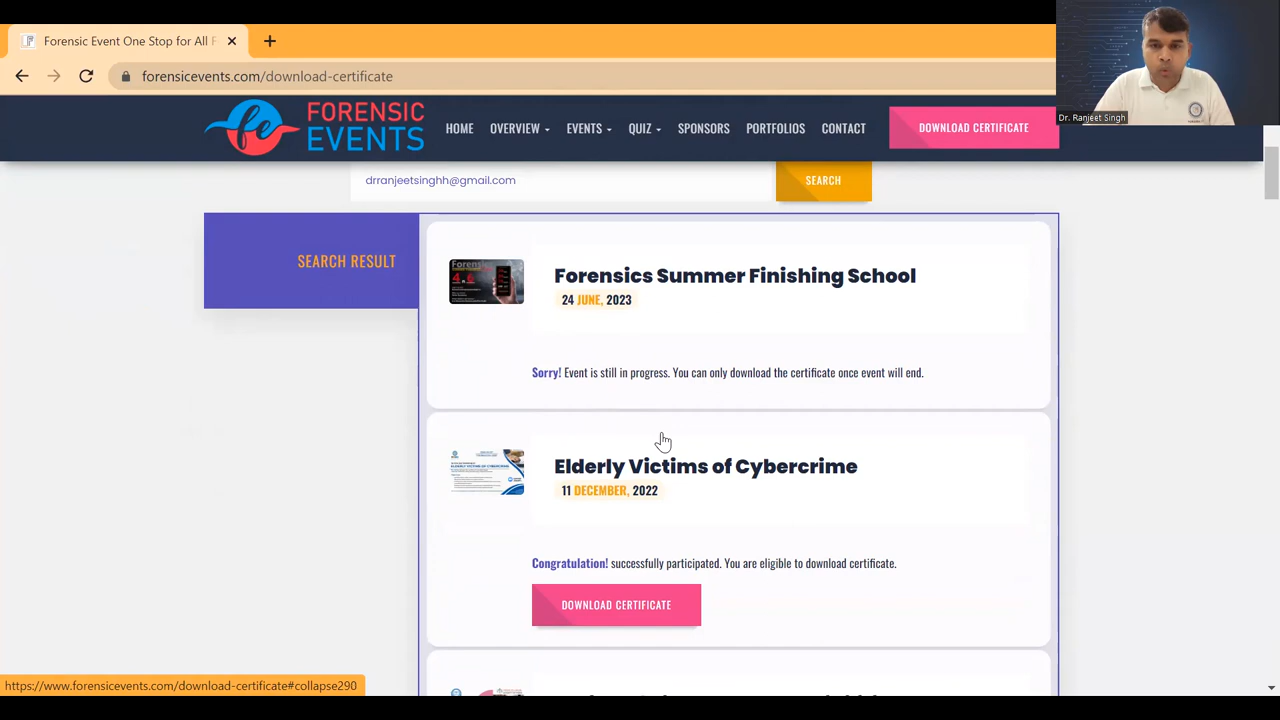 Forensic Event One Stop for All F
forensicevents.com/download-certificate
Dr. Ranjeet Singh
FORENSIC
EVENTS
HOME
OVERVIEW
EVENTS
QUIZ
SPONSORS
PORTFOLIOS
CONTACT
DOWNLOAD CERTIFICATE
drranjeetsinghh@gmail.com
SEARCH
SEARCH RESULT
Forensics Summer Finishing School
24 JUNE, 2023
Sorry! Event is still in progress. You can only download the certificate once event will end.
ELDERLY VICTIMS OF CYBERCRIME
Elderly Victims of Cybercrime
11 DECEMBER, 2022
Congratulation! successfully participated. You are eligible to download certificate.
DOWNLOAD CERTIFICATE
https://www.forensicevents.com/download-certificate#collapse290